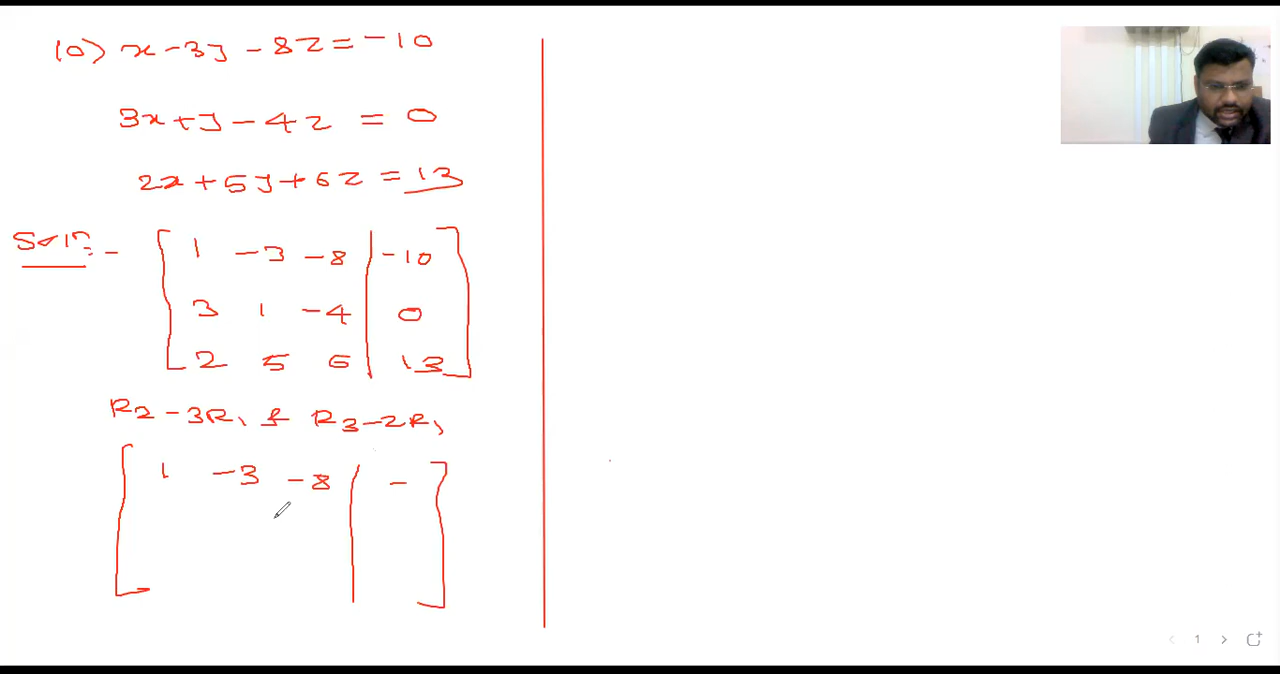 10) x - 3y - 8z = -10
3x + y - 4z = 0
2x + 5y + 6z = 13
Solⁿ: - [ 1 -3 -8 | -10 ]
3 1 -4 | 0
2 5 6 | 13
R2 - 3R1 & R3 - 2R1
[ 1 -3 -8 | - ]
1